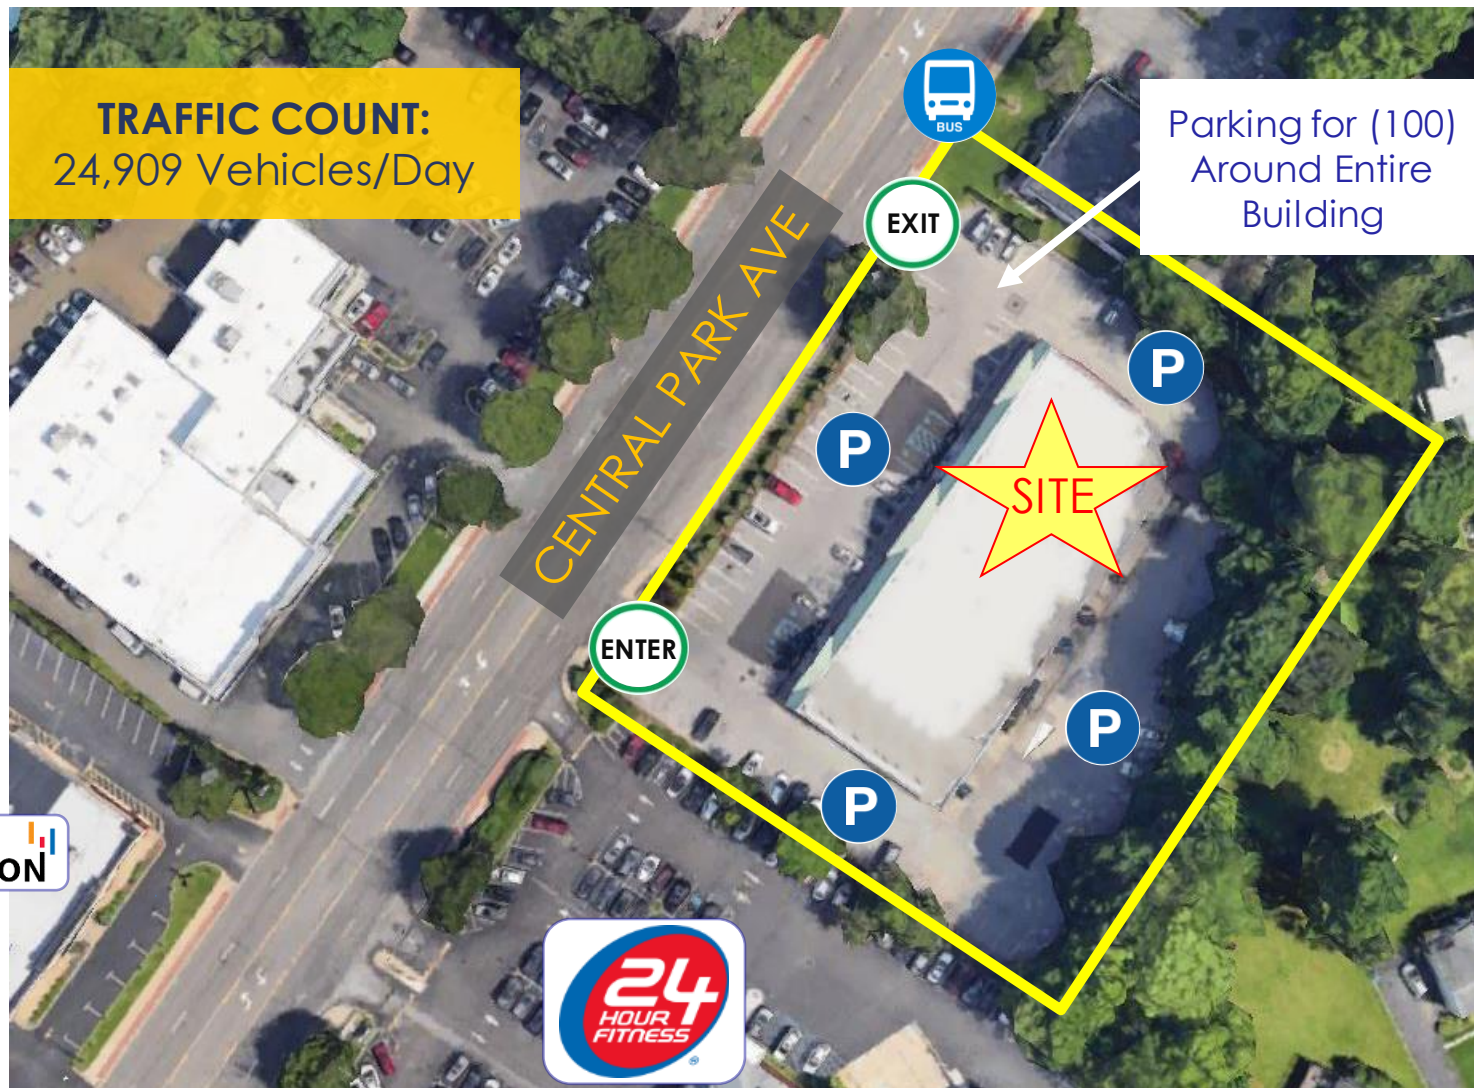 TRAFFIC COUNT:
24,909 Vehicles/Day
BUS
Parking for (100)
Around Entire
Building
EXIT
CENTRAL PARK AVE
P
P
SITE
ENTER
P
P
ON
24
HOUR
FITNESS
®